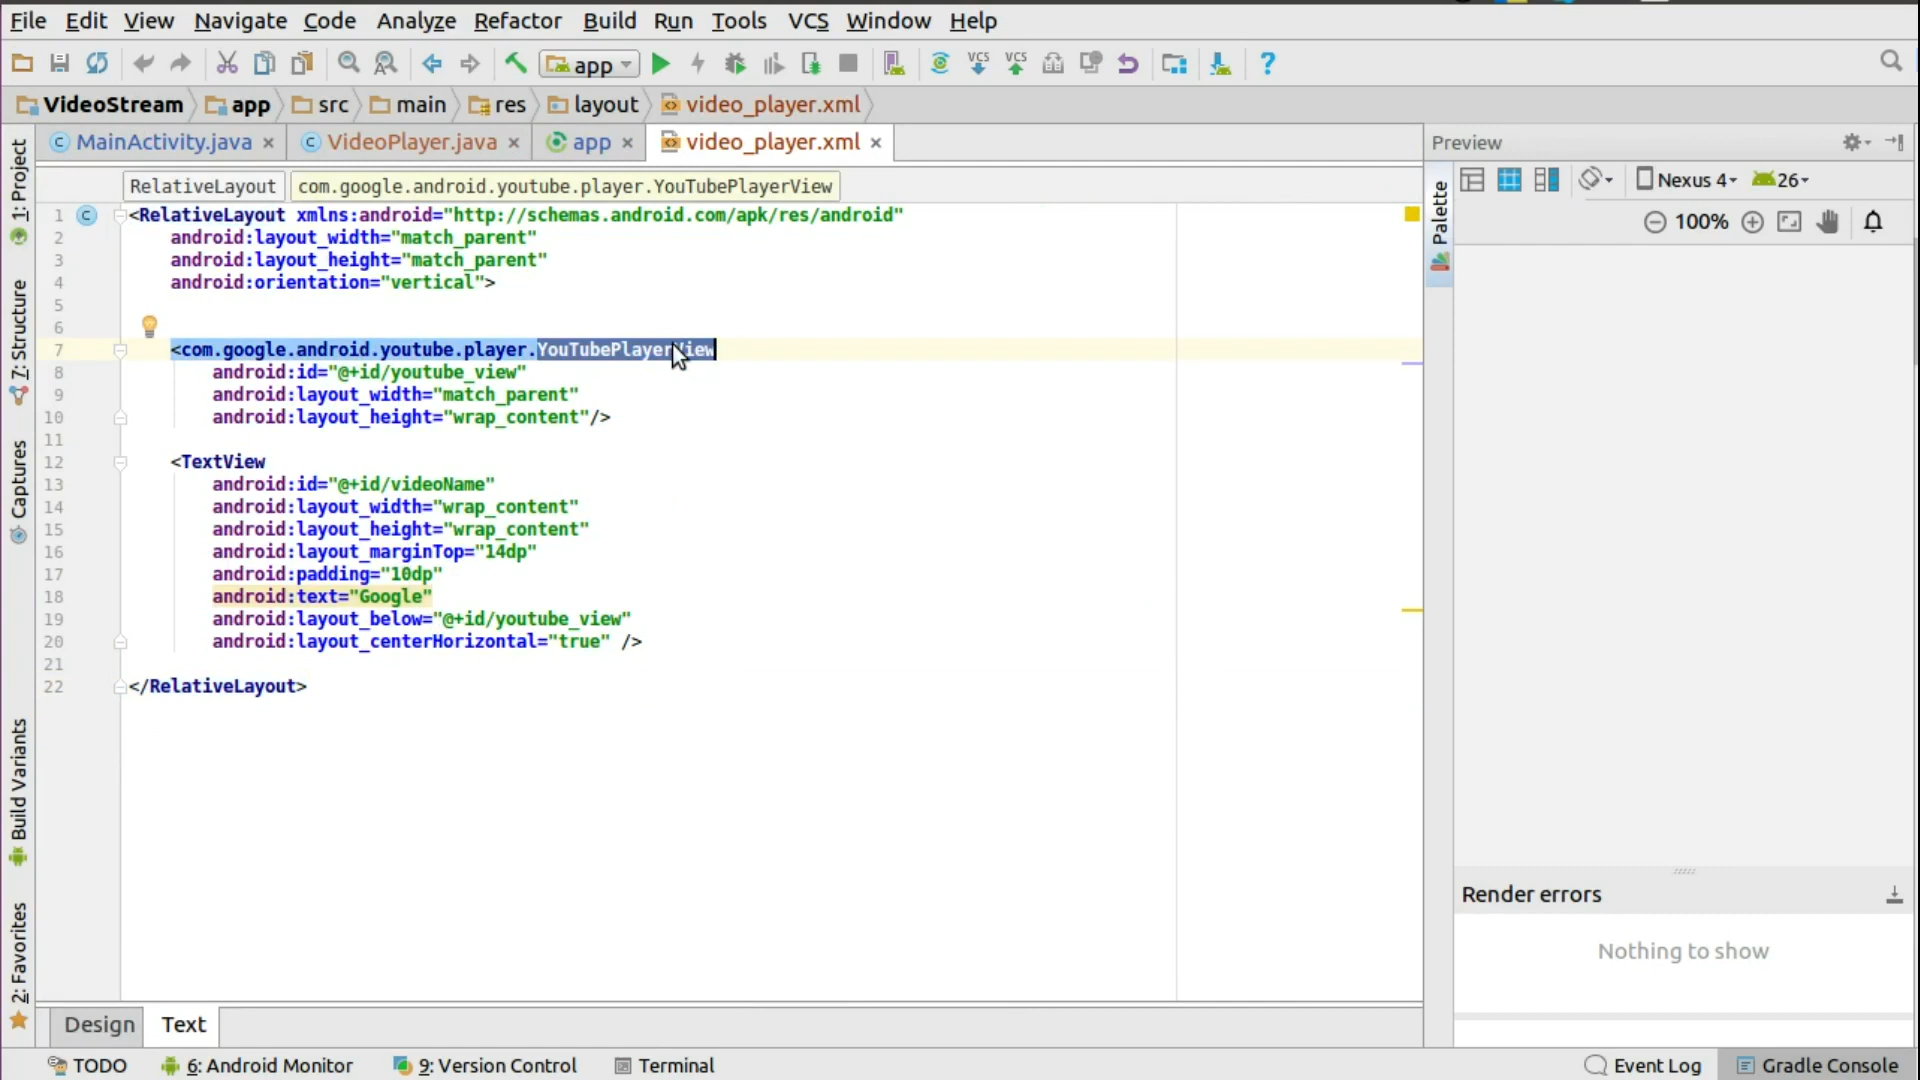 File Edit View Navigate Code Analyze Refactor Build Run Tools VCS Window Help
app VCS VCS ?
VideoStream app src main res layout video_player.xml
MainActivity.java VideoPlayer.java app video_player.xml
Preview
RelativeLayout com.google.android.youtube.player.YouTubePlayerView
Nexus 4 26
100%
1: Project
7: Structure
Captures
Build Variants
2: Favorites
Palette
1 <RelativeLayout xmlns:android="http://schemas.android.com/apk/res/android"
2 android:layout_width="match_parent"
3 android:layout_height="match_parent"
4 android:orientation="vertical">
5
6
7 <com.google.android.youtube.player.YouTubePlayerView
8 android:id="@+id/youtube_view"
9 android:layout_width="match_parent"
10 android:layout_height="wrap_content"/>
11
12 <TextView
13 android:id="@+id/videoName"
14 android:layout_width="wrap_content"
15 android:layout_height="wrap_content"
16 android:layout_marginTop="14dp"
17 android:padding="10dp"
18 android:text="Google"
19 android:layout_below="@+id/youtube_view"
20 android:layout_centerHorizontal="true" />
21
22 </RelativeLayout>
Render errors
Nothing to show
Design Text
TODO 6: Android Monitor 9: Version Control Terminal Event Log Gradle Console